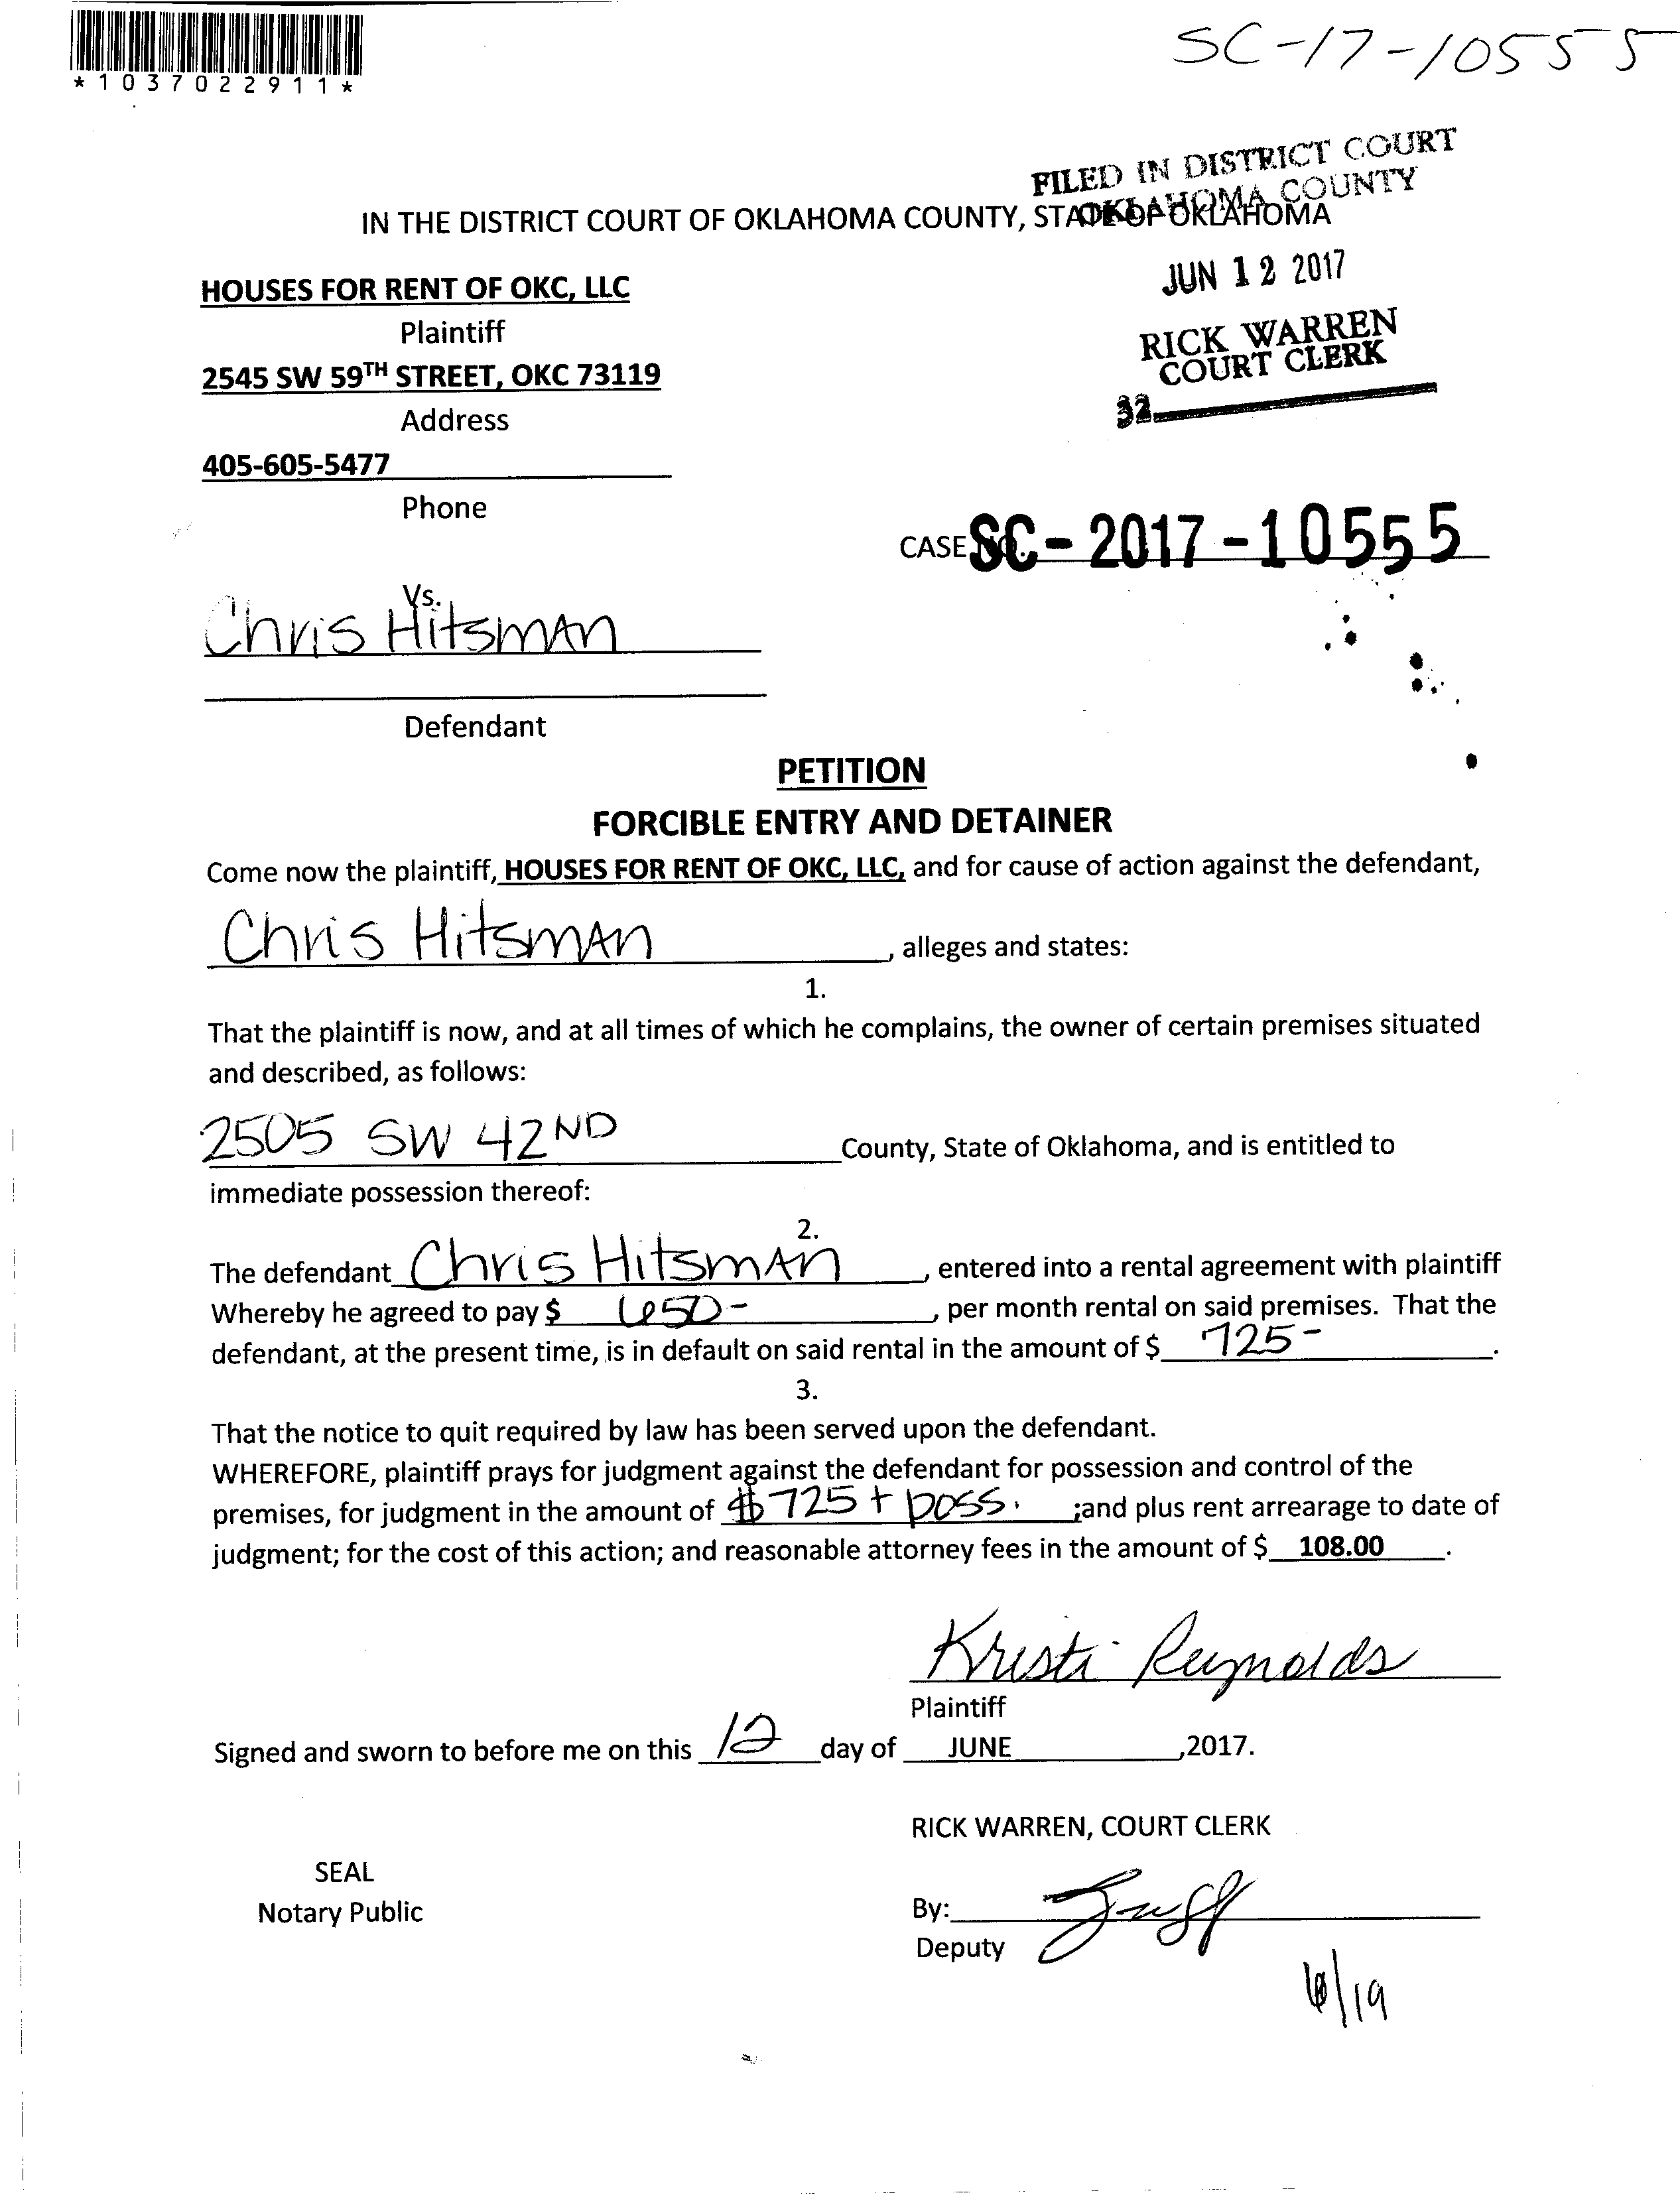 *1037022911*
SC-17-10555
FILED IN DISTRICT COURT
OKLAHOMA COUNTY
IN THE DISTRICT COURT OF OKLAHOMA COUNTY, STATE OF OKLAHOMA
JUN 12 2017
RICK WARREN
COURT CLERK
32
HOUSES FOR RENT OF OKC, LLC
Plaintiff
2545 SW 59TH STREET, OKC 73119
Address
405-605-5477
Phone
CASE NO. SC-2017-10555
Vs.
Chris Hitsman
Defendant
PETITION
FORCIBLE ENTRY AND DETAINER
Come now the plaintiff, HOUSES FOR RENT OF OKC, LLC, and for cause of action against the defendant,
Chris Hitsman, alleges and states:
1.
That the plaintiff is now, and at all times of which he complains, the owner of certain premises situated
and described, as follows:
2505 SW 42ND County, State of Oklahoma, and is entitled to
immediate possession thereof:
2.
The defendant Chris Hitsman, entered into a rental agreement with plaintiff
Whereby he agreed to pay $ 650-, per month rental on said premises. That the
defendant, at the present time, is in default on said rental in the amount of $ 725-.
3.
That the notice to quit required by law has been served upon the defendant.
WHEREFORE, plaintiff prays for judgment against the defendant for possession and control of the
premises, for judgment in the amount of $725 + poss. ;and plus rent arrearage to date of
judgment; for the cost of this action; and reasonable attorney fees in the amount of $ 108.00.
Kristi Reynolds
Plaintiff
Signed and sworn to before me on this 12 day of JUNE,2017.
RICK WARREN, COURT CLERK
SEAL
Notary Public
By:
Deputy
6/19